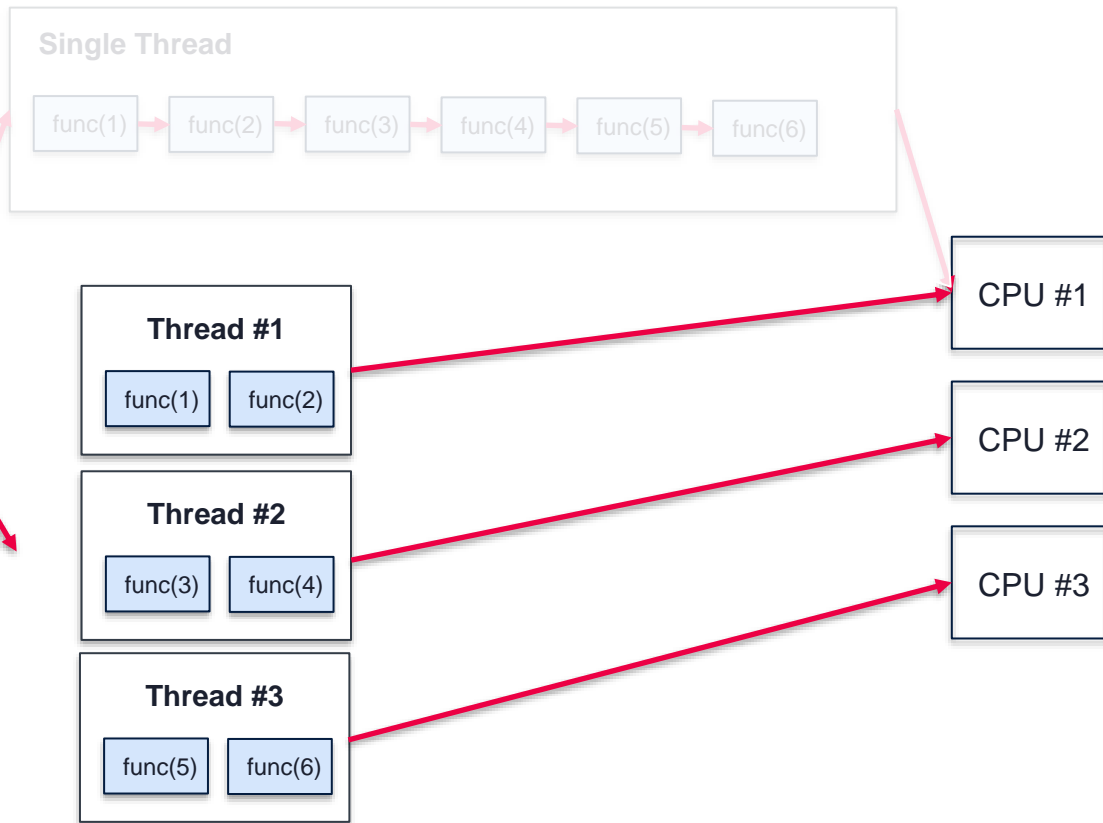 Single Thread
func(1) func(2) func(3) func(4) func(5) func(6)
Thread #1
func(1) func(2)
Thread #2
func(3) func(4)
Thread #3
func(5) func(6)
CPU #1
CPU #2
CPU #3